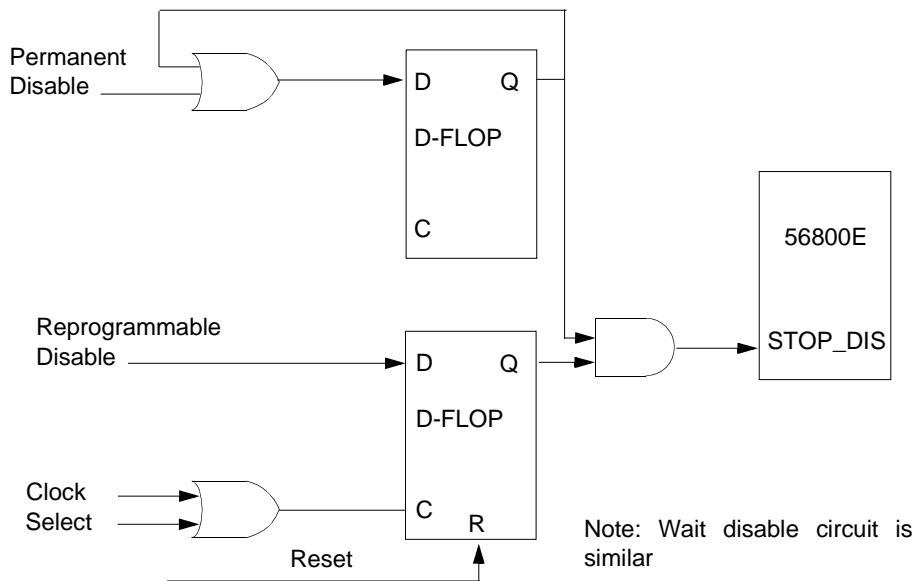 Permanent
Disable
D
Q
D-FLOP
C
56800E
STOP_DIS
Reprogrammable
Disable
D
Q
D-FLOP
Clock
Select
C
R
Reset
Note: Wait disable circuit is
similar